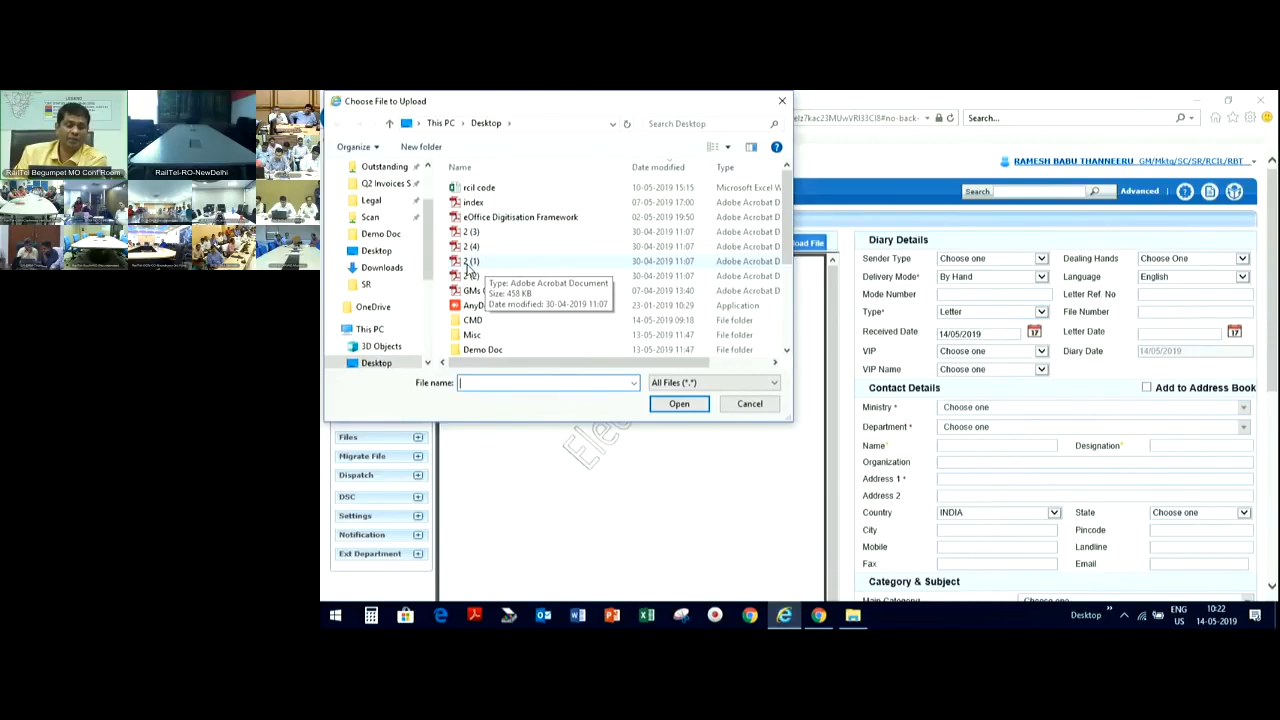 LEGEND
RailTel Begumpet MO Conf Room
RailTel-RO-NewDelhi
Choose File to Upload
This PC > Desktop >
Search Desktop
Organize
New folder
Outstanding
Q2 Invoices S
Legal
Scan
Demo Doc
Desktop
Downloads
SR
OneDrive
This PC
3D Objects
Desktop
Name Date modified Type
rcil code 10-05-2019 15:15 Microsoft Excel W
index 07-05-2019 17:00 Adobe Acrobat D
eOffice Digitisation Framework 02-05-2019 19:50 Adobe Acrobat D
2 (3) 30-04-2019 11:07 Adobe Acrobat D
2 (4) 30-04-2019 11:07 Adobe Acrobat D
2 (1) 30-04-2019 11:07 Adobe Acrobat D
2 (2) 30-04-2019 11:07 Adobe Acrobat D
GMs 07-04-2019 13:40 Adobe Acrobat D
AnyD 23-01-2019 10:29 Application
CMD 14-05-2019 09:18 File folder
Misc 13-05-2019 11:47 File folder
Demo Doc 13-05-2019 11:47 File folder
Type: Adobe Acrobat Document
Size: 458 KB
Date modified: 30-04-2019 11:07
File name:
All Files (*.*)
Open
Cancel
Search...
RAMESH BABU THANNEERU GM/Mktg/SC/SR/RCIL/RBT
Search
Advanced
oad File
Elec
Files
Migrate File
Dispatch
DSC
Settings
Notification
Ext Department
Diary Details
Sender Type Choose one Dealing Hands Choose One
Delivery Mode* By Hand Language English
Mode Number Letter Ref. No
Type* Letter File Number
Received Date 14/05/2019 Letter Date
VIP Choose one Diary Date 14/05/2019
VIP Name Choose one
Contact Details Add to Address Book
Ministry * Choose one
Department * Choose one
Name* Designation*
Organization
Address 1 *
Address 2
Country INDIA State Choose one
City Pincode
Mobile Landline
Fax Email
Category & Subject
Main Category Choose one
Desktop
ENG
US
10:22
14-05-2019